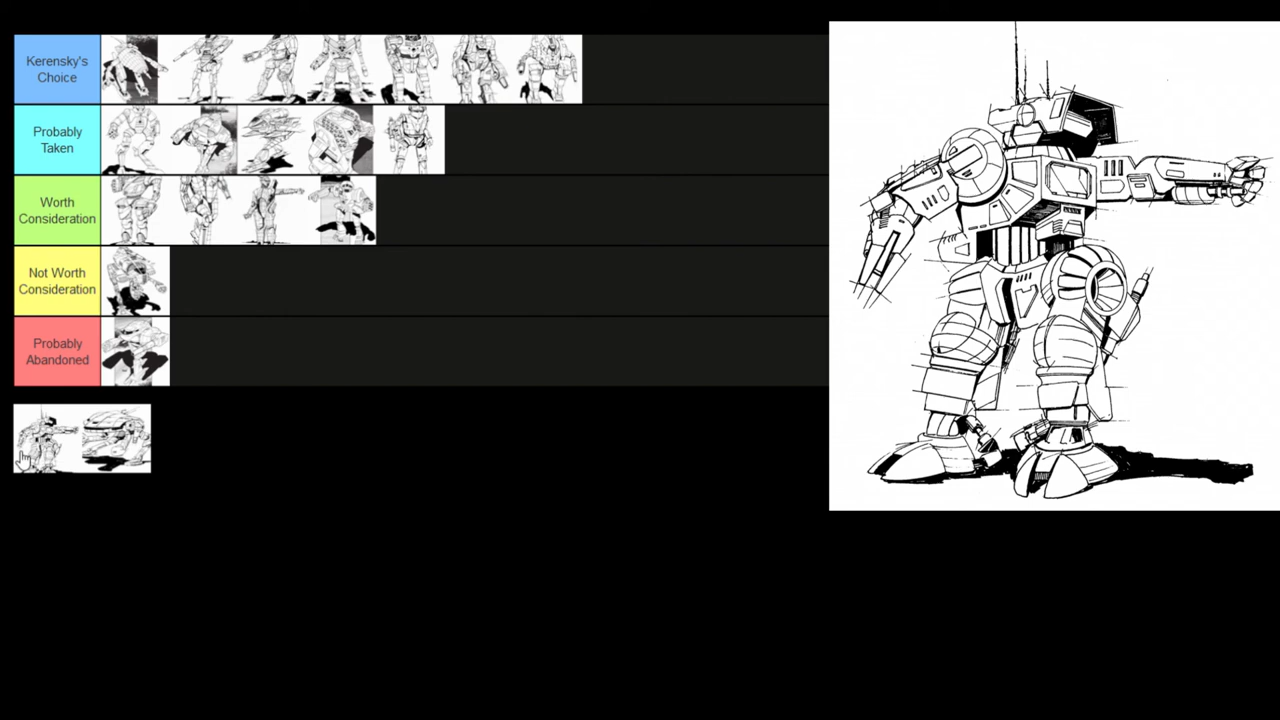 Kerensky's
Choice
Probably
Taken
Worth
Consideration
Not Worth
Consideration
Probably
Abandoned